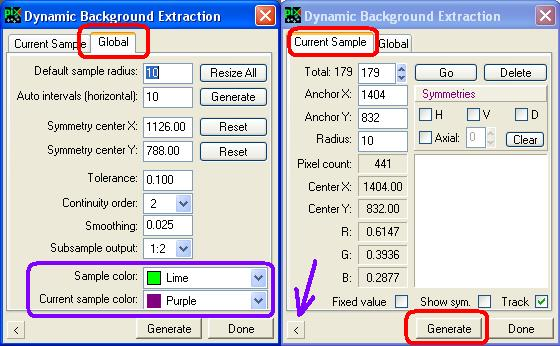 Dynamic Background Extraction
Current Sample Global
Default sample radius: 10 Resize All
Auto intervals (horizontal): 10 Generate
Symmetry center X: 1126.00 Reset
Symmetry center Y: 788.00 Reset
Tolerance: 0.100
Continuity order: 2
Smoothing: 0.025
Subsample output: 1:2
Sample color: Lime
Current sample color: Purple
< Generate Done
Dynamic Background Extraction
Current Sample Global
Total: 179 179 Go Delete
Anchor X: 1404 Symmetries
Anchor Y: 832 H V D
Radius: 10 Axial: 0 Clear
Pixel count: 441
Center X: 1404.00
Center Y: 832.00
R: 0.6147
G: 0.3936
B: 0.2877
Fixed value Show sym. Track
< Generate Done